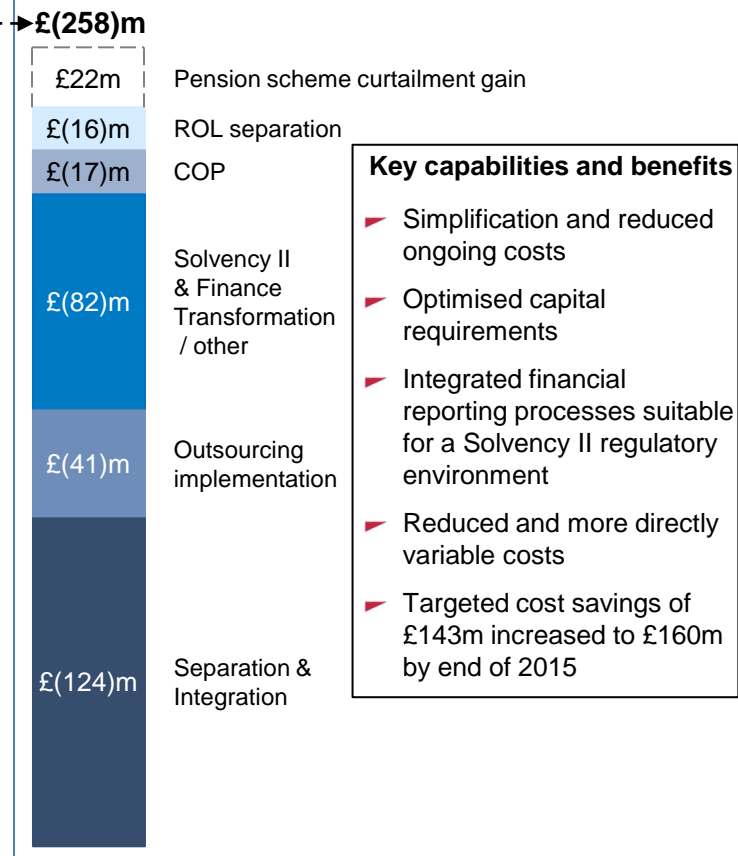 £(258)m
£22m
Pension scheme curtailment gain
£(16)m
ROL separation
£(17)m
COP
£(82)m
Solvency II
& Finance
Transformation
/ other
£(41)m
Outsourcing
implementation
£(124)m
Separation &
Integration
Key capabilities and benefits
Simplification and reduced
ongoing costs
Optimised capital
requirements
Integrated financial
reporting processes suitable
for a Solvency II regulatory
environment
Reduced and more directly
variable costs
Targeted cost savings of
£143m increased to £160m
by end of 2015